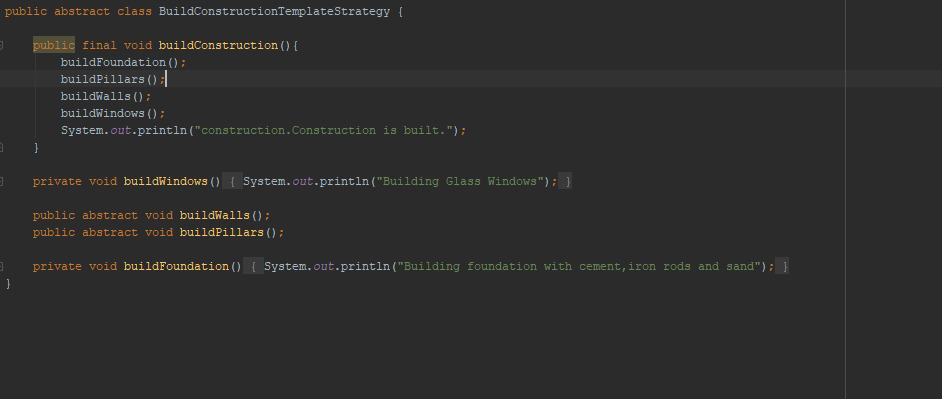 public abstract class BuildConstructionTemplateStrategy {
public final void buildConstruction(){
buildFoundation();
buildPillars();
buildWalls();
buildWindows();
System.out.println("construction.Construction is built.");
}
private void buildWindows() { System.out.println("Building Glass Windows"); }
public abstract void buildWalls();
public abstract void buildPillars();
private void buildFoundation() { System.out.println("Building foundation with cement,iron rods and sand"); }
}